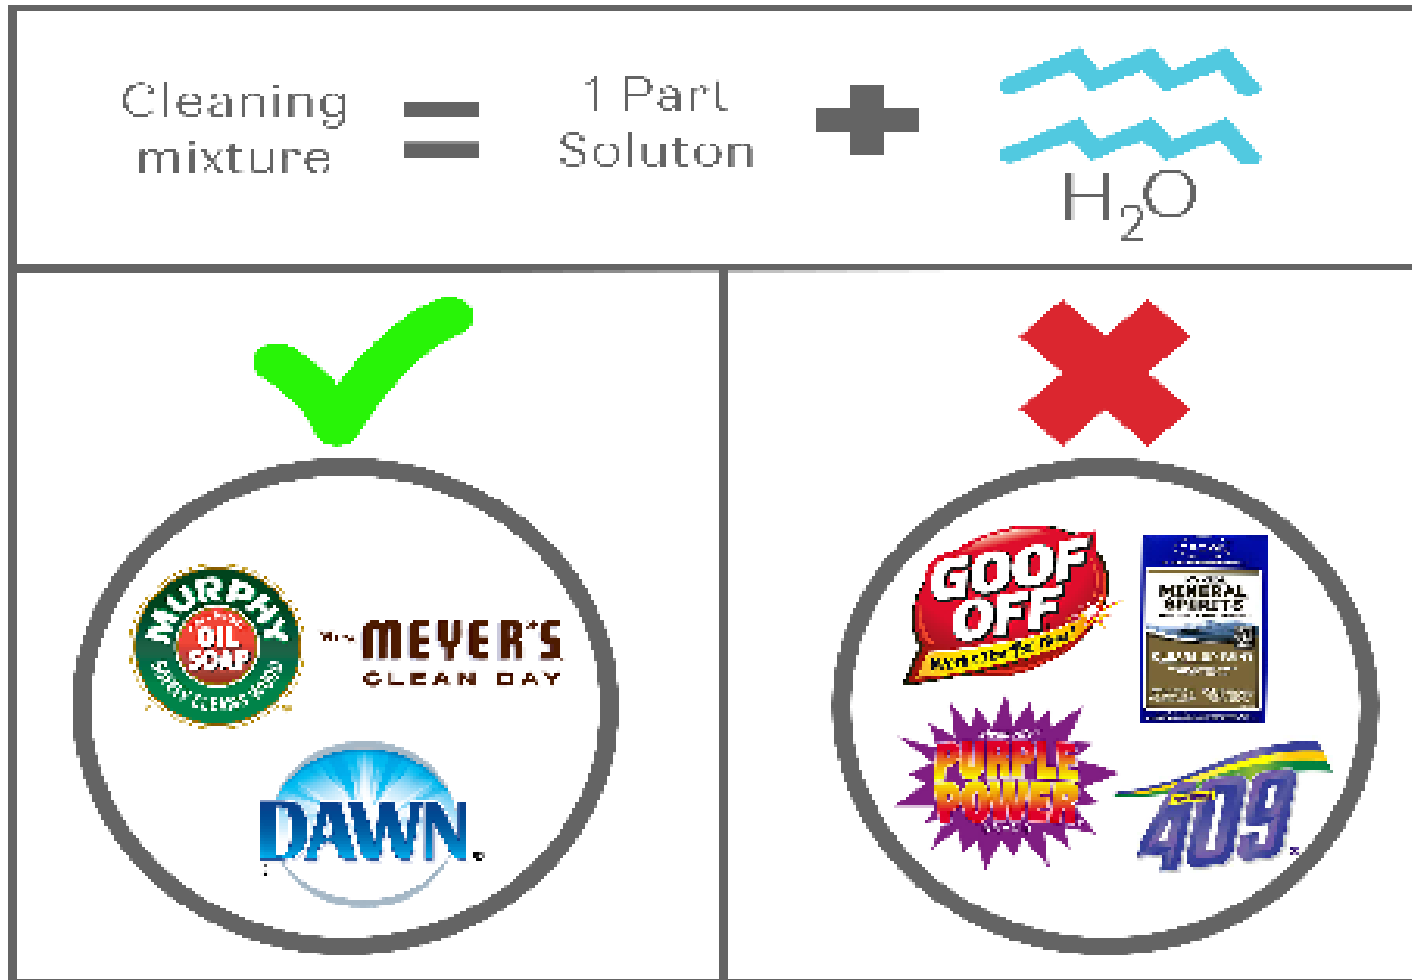 Cleaning
mixture
=
1 Part
Soluton
+
H₂O
MURPHY
OIL
SOAP
MEYER'S
CLEAN DAY
DAWN
GOOF
OFF
MINERAL
SPIRITS
PURPLE
POWER
409